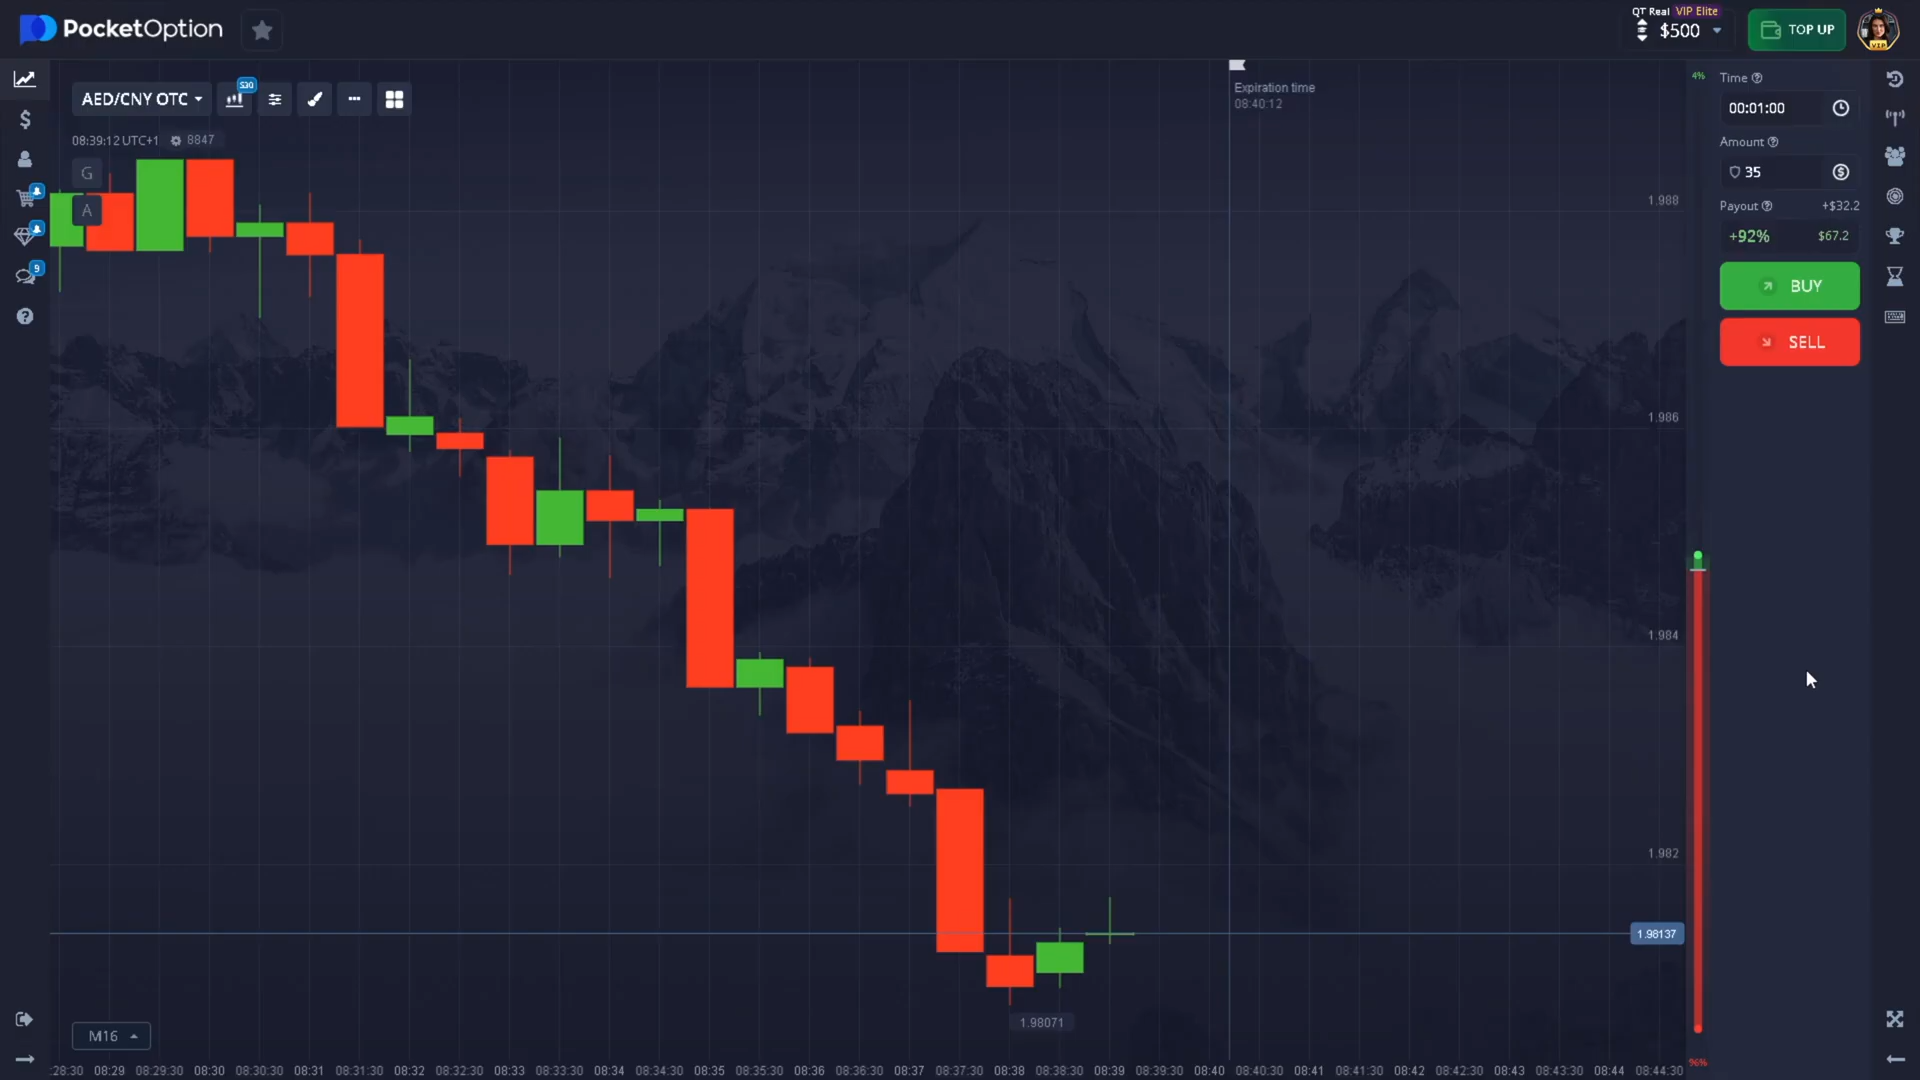 PocketOption
QT Real VIP Elite
$500
TOP UP
AED/CNY OTC
S30
08:39:12 UTC+1
8847
G
A
9
Expiration time
08:40:12
4%
Time
00:01:00
Amount
35
Payout
+$32.2
+92%
$67.2
BUY
SELL
1.988
1.986
1.984
1.982
1.98137
1.98071
M16
96%
:28:30 08:29 08:29:30 08:30 08:30:30 08:31 08:31:30 08:32 08:32:30 08:33 08:33:30 08:34 08:34:30 08:35 08:35:30 08:36 08:36:30 08:37 08:37:30 08:38 08:38:30 08:39 08:39:30 08:40 08:40:30 08:41 08:41:30 08:42 08:42:30 08:43 08:43:30 08:44 08:44:30